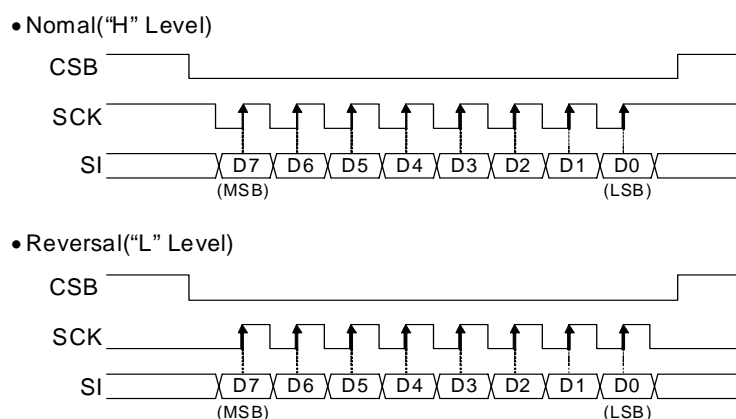 • Nomal("H" Level)
CSB
SCK
SI D7 D6 D5 D4 D3 D2 D1 D0
(MSB) (LSB)
• Reversal("L" Level)
CSB
SCK
SI D7 D6 D5 D4 D3 D2 D1 D0
(MSB) (LSB)